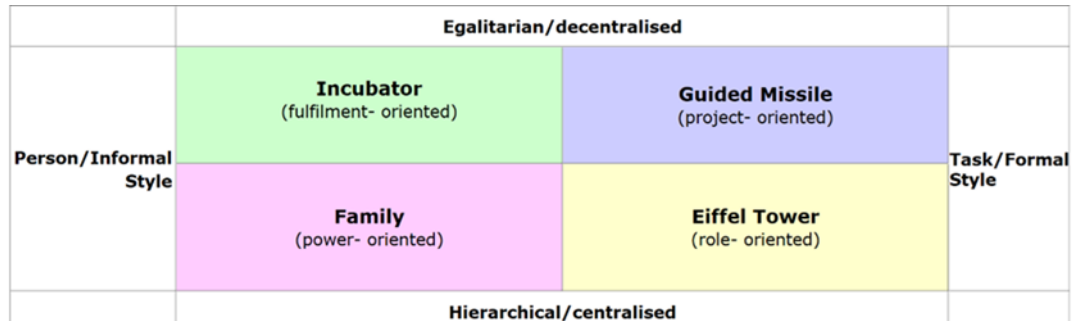 Egalitarian/decentralised
Incubator
(fulfilment- oriented)
Guided Missile
(project- oriented)
Person/Informal
Style
Task/Formal
Style
Family
(power- oriented)
Eiffel Tower
(role- oriented)
Hierarchical/centralised